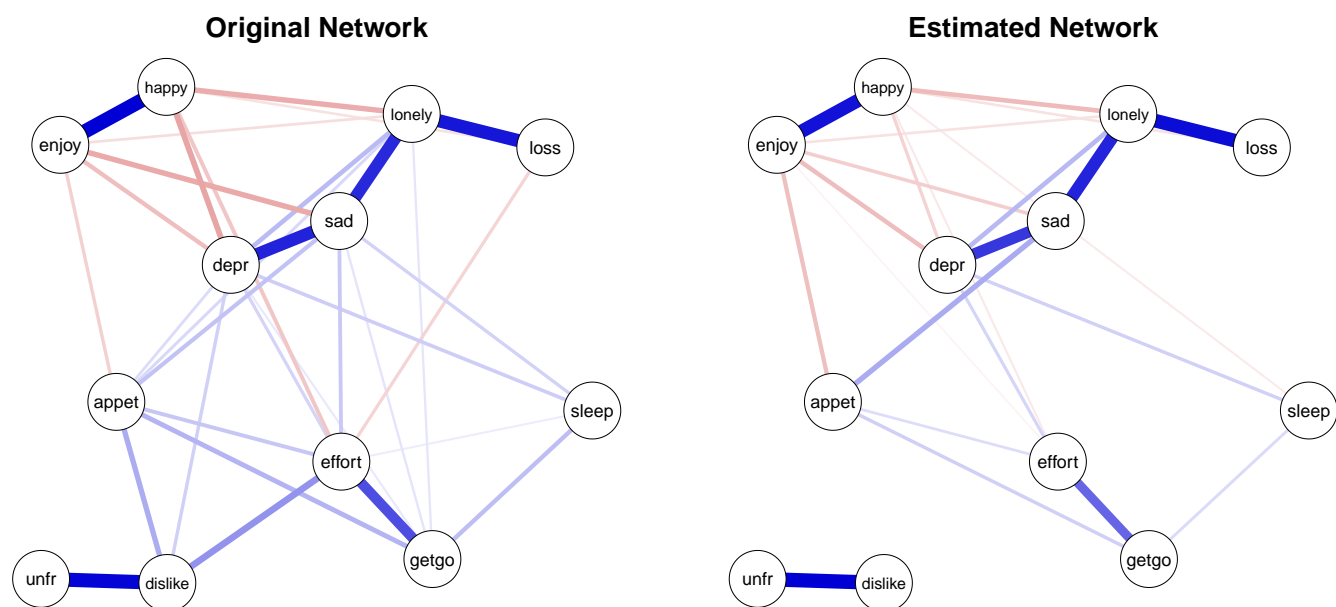 Original Network
happy
lonely
enjoy
loss
sad
depr
appet
sleep
effort
getgo
unfr
dislike
Estimated Network
happy
lonely
enjoy
loss
sad
depr
appet
sleep
effort
getgo
unfr
dislike